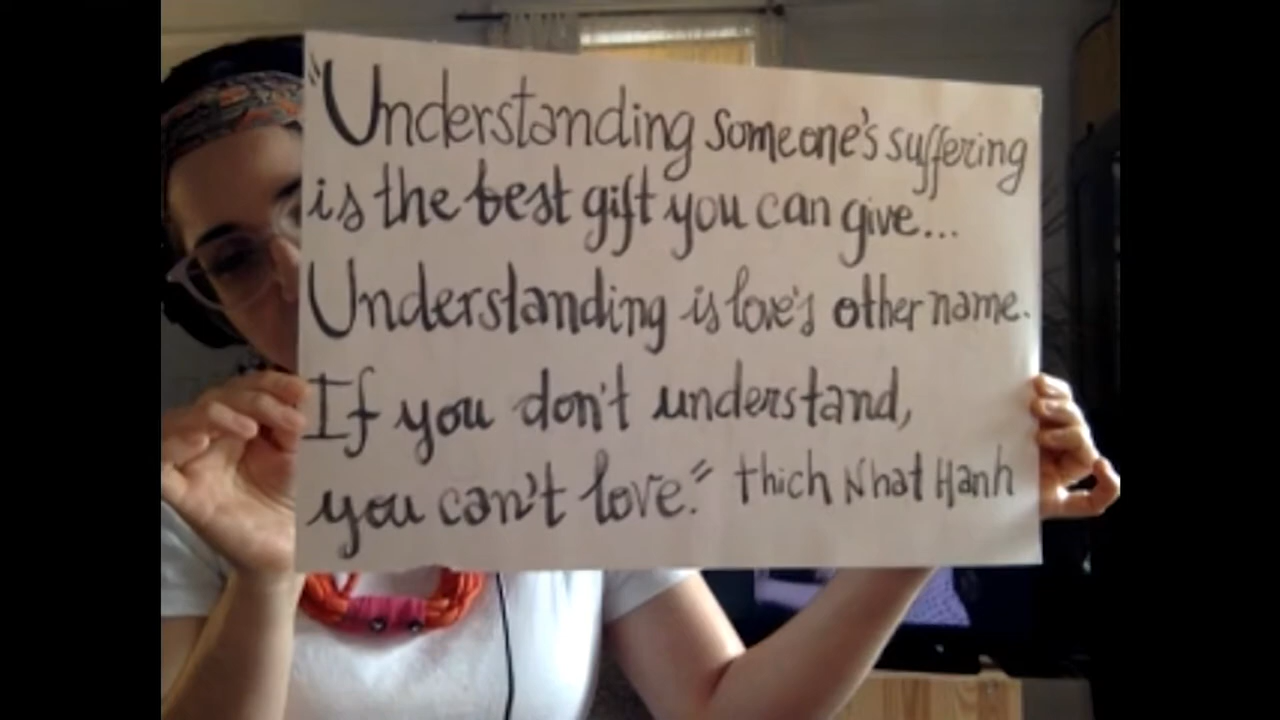 "Understanding someone's suffering
is the best gift you can give...
Understanding is love's other name.
If you don't understand,
you can't love." Thich Nhat Hanh